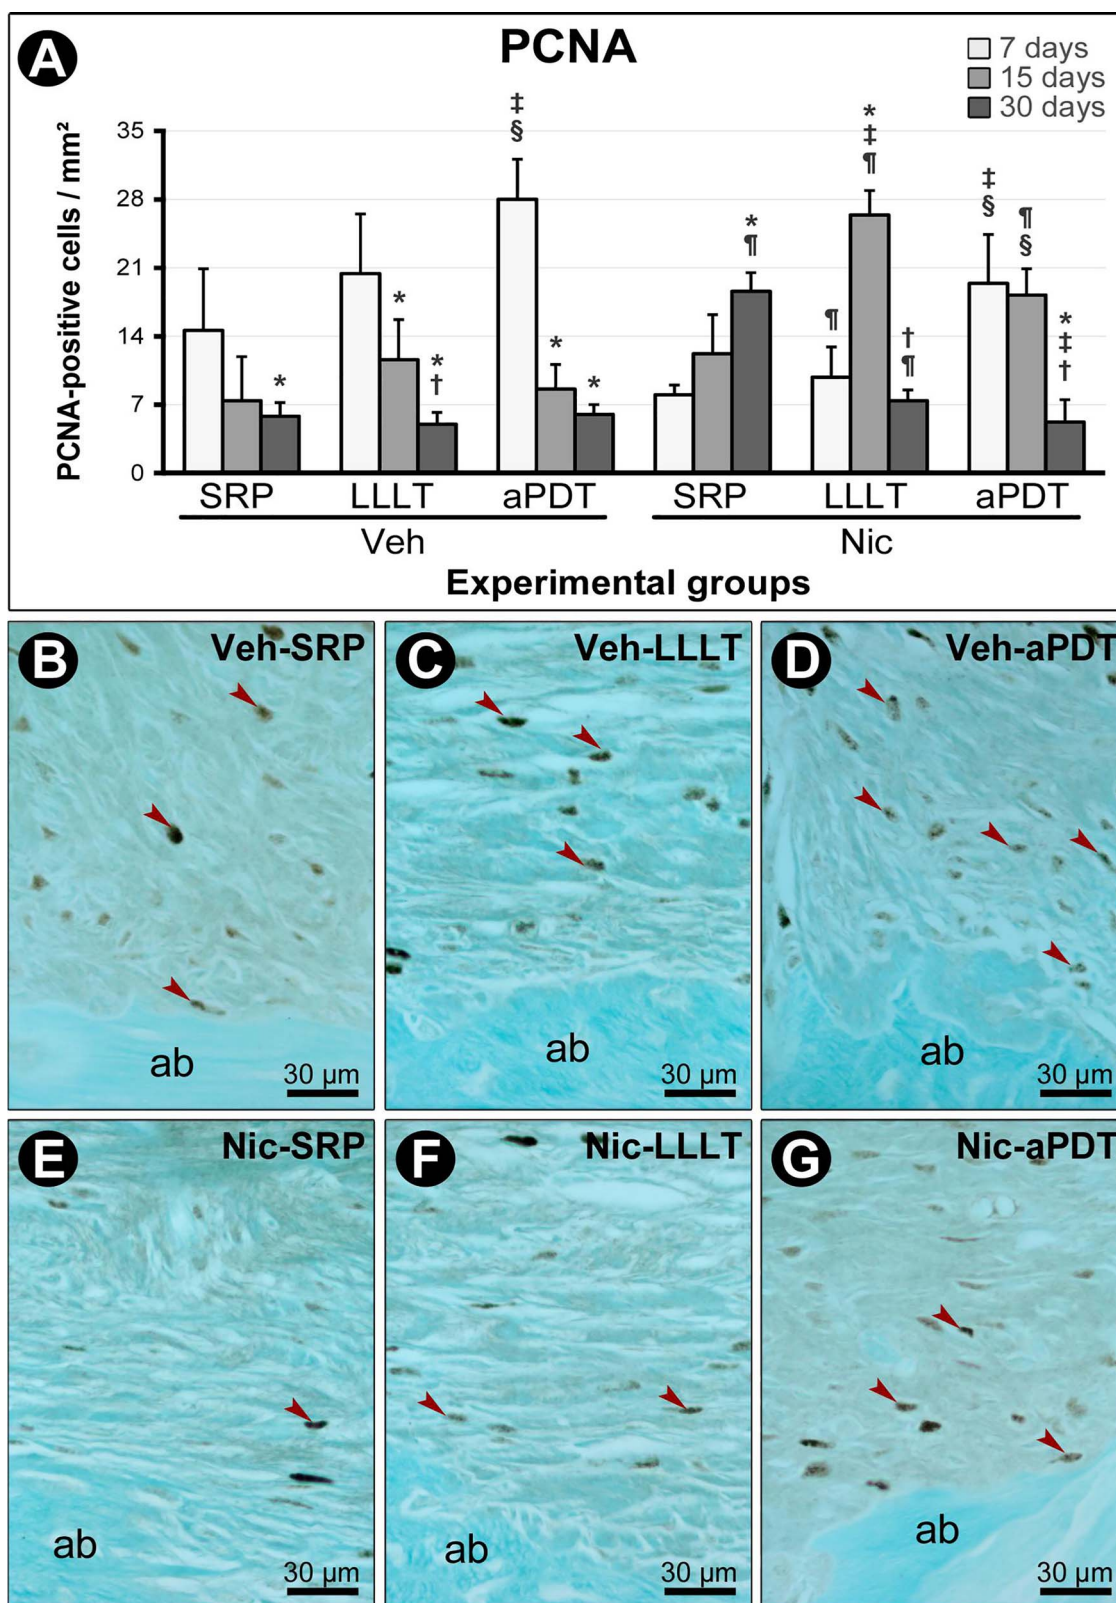 A
PCNA
7 days
15 days
30 days
PCNA-positive cells / mm²
35
28
21
14
7
0
*
*
*
†
‡
§
*
*
*
¶
¶
*
‡
¶
†
¶
‡
§
¶
§
*
‡
†
SRP LLLT aPDT SRP LLLT aPDT
Veh Nic
Experimental groups
B Veh-SRP
ab
30 µm
C Veh-LLLT
ab
30 µm
D Veh-aPDT
ab
30 µm
E Nic-SRP
ab
30 µm
F Nic-LLLT
ab
30 µm
G Nic-aPDT
ab
30 µm